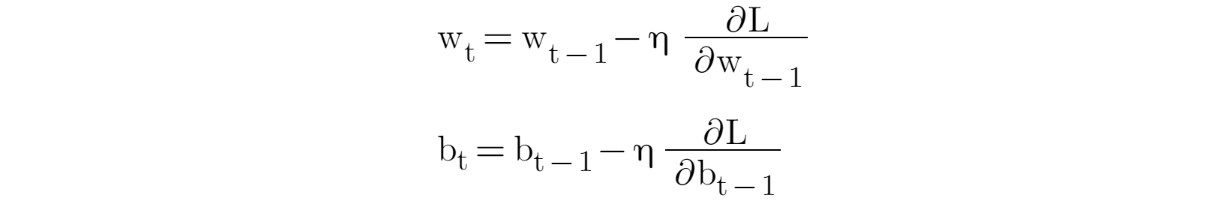 w_t = w_{t-1} - η ∂L/∂w_{t-1}
b_t = b_{t-1} - η ∂L/∂b_{t-1}